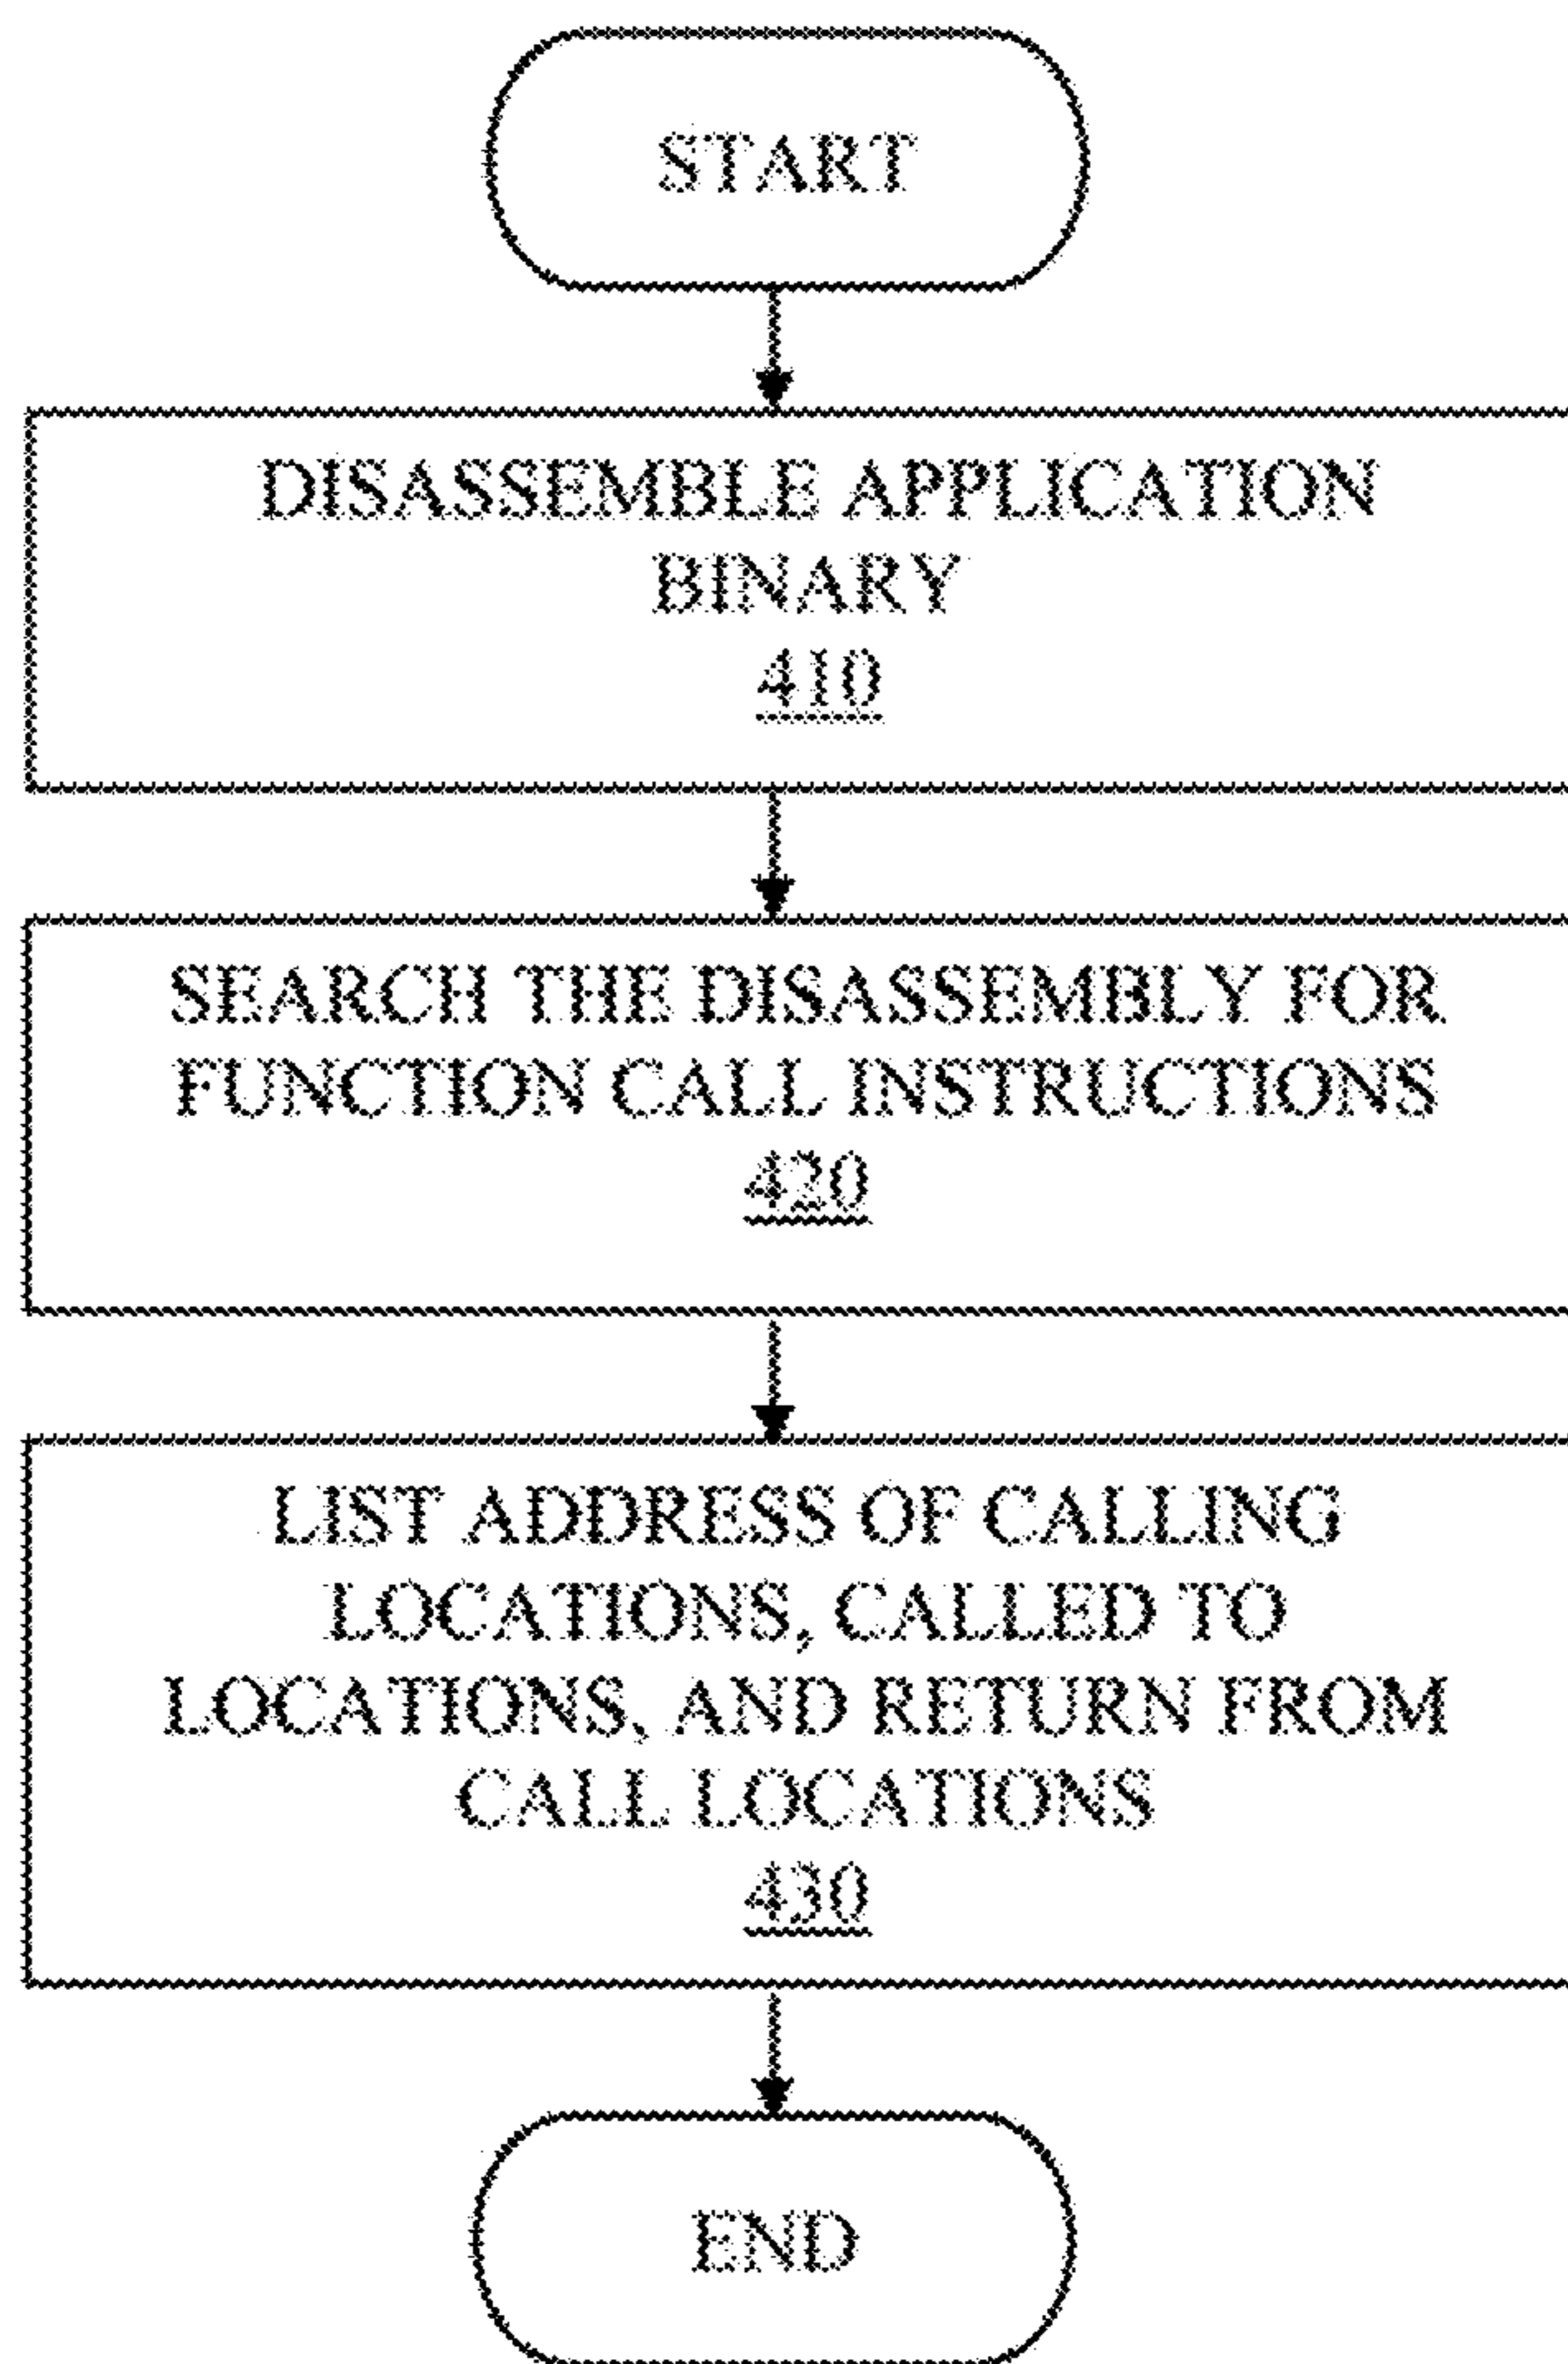 START
DISASSEMBLE APPLICATION
BINARY
410
SEARCH THE DISASSEMBLY FOR
FUNCTION CALL INSTRUCTIONS
420
LIST ADDRESS OF CALLING
LOCATIONS, CALLED TO
LOCATIONS, AND RETURN FROM
CALL LOCATIONS
430
END